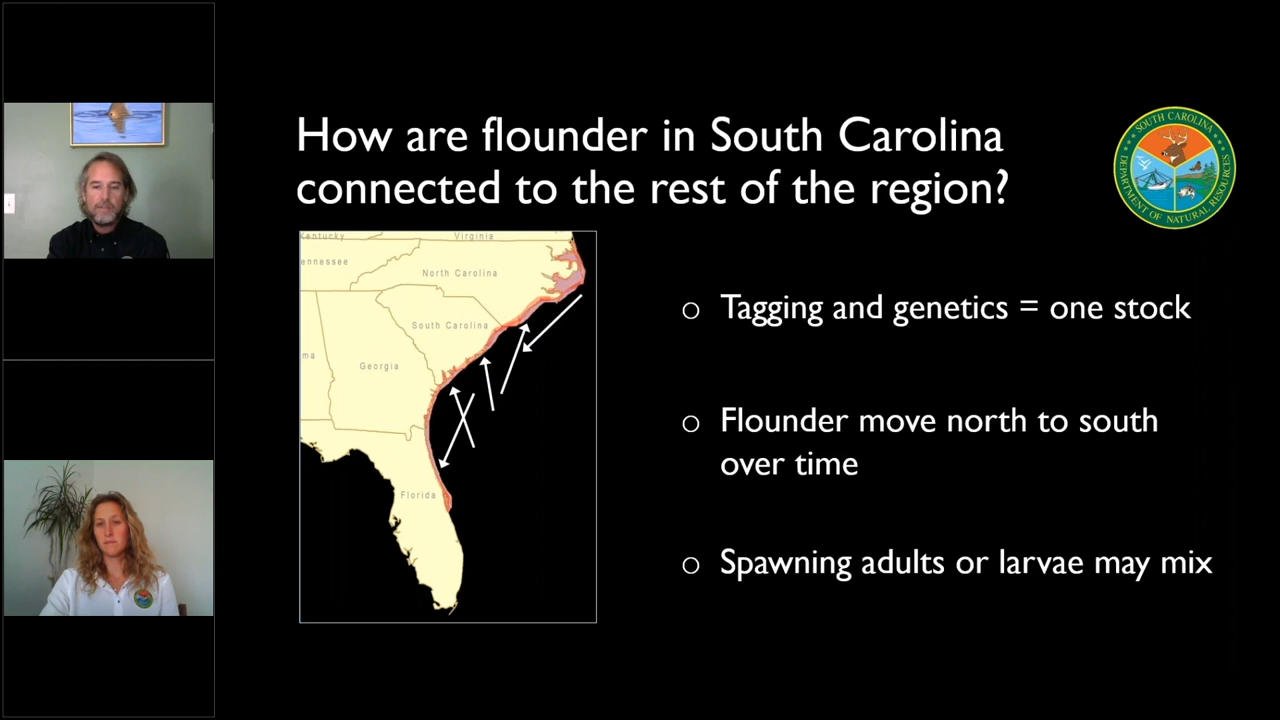 How are flounder in South Carolina
connected to the rest of the region?
SOUTH CAROLINA
DEPARTMENT OF NATURAL RESOURCES
Kentucky
Virginia
ennessee
North Carolina
South Carolina
ma
Georgia
Florida
o Tagging and genetics = one stock
o Flounder move north to south
over time
o Spawning adults or larvae may mix